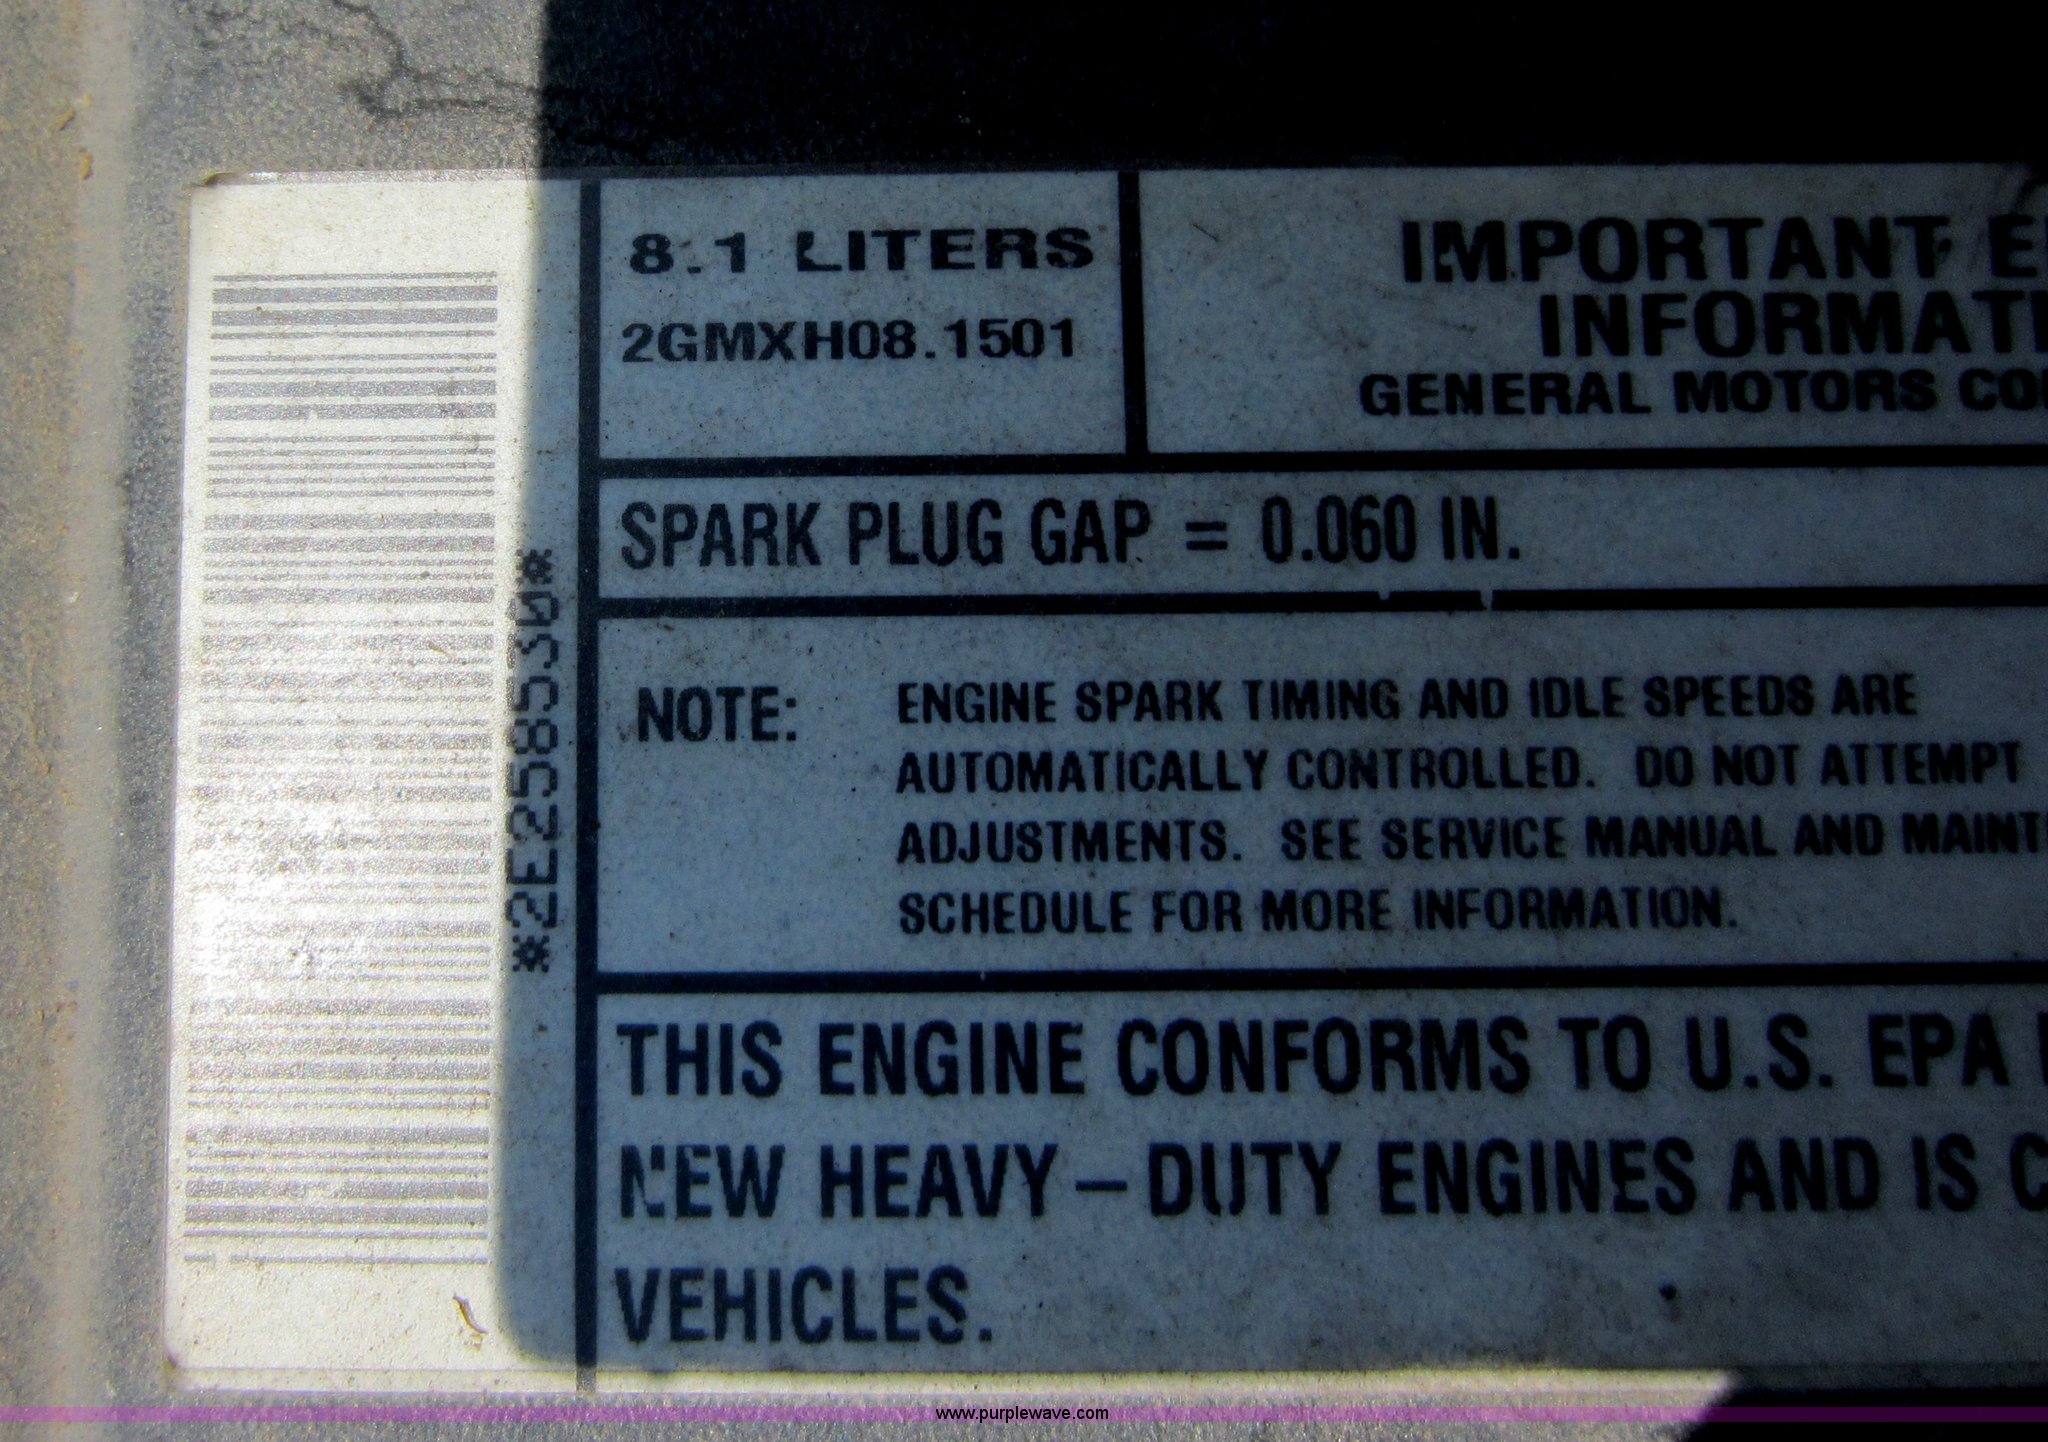 8.1 LITERS
2GMXH08.1501
IMPORTANT
GENERAL MOTORS
SPARK PLUG GAP = 0.060 IN.
NOTE: ENGINE SPARK TIMING AND IDLE SPEEDS ARE
AUTOMATICALLY CONTROLLED. DO NOT ATTEMPT
ADJUSTMENTS. SEE SERVICE MANUAL AND
SCHEDULE FOR MORE INFORMATION.
THIS ENGINE CONFORMS TO U.S. EPA
NEW HEAVY-DUTY ENGINES AND IS
VEHICLES.
*2E2258530*
www.purplewave.com